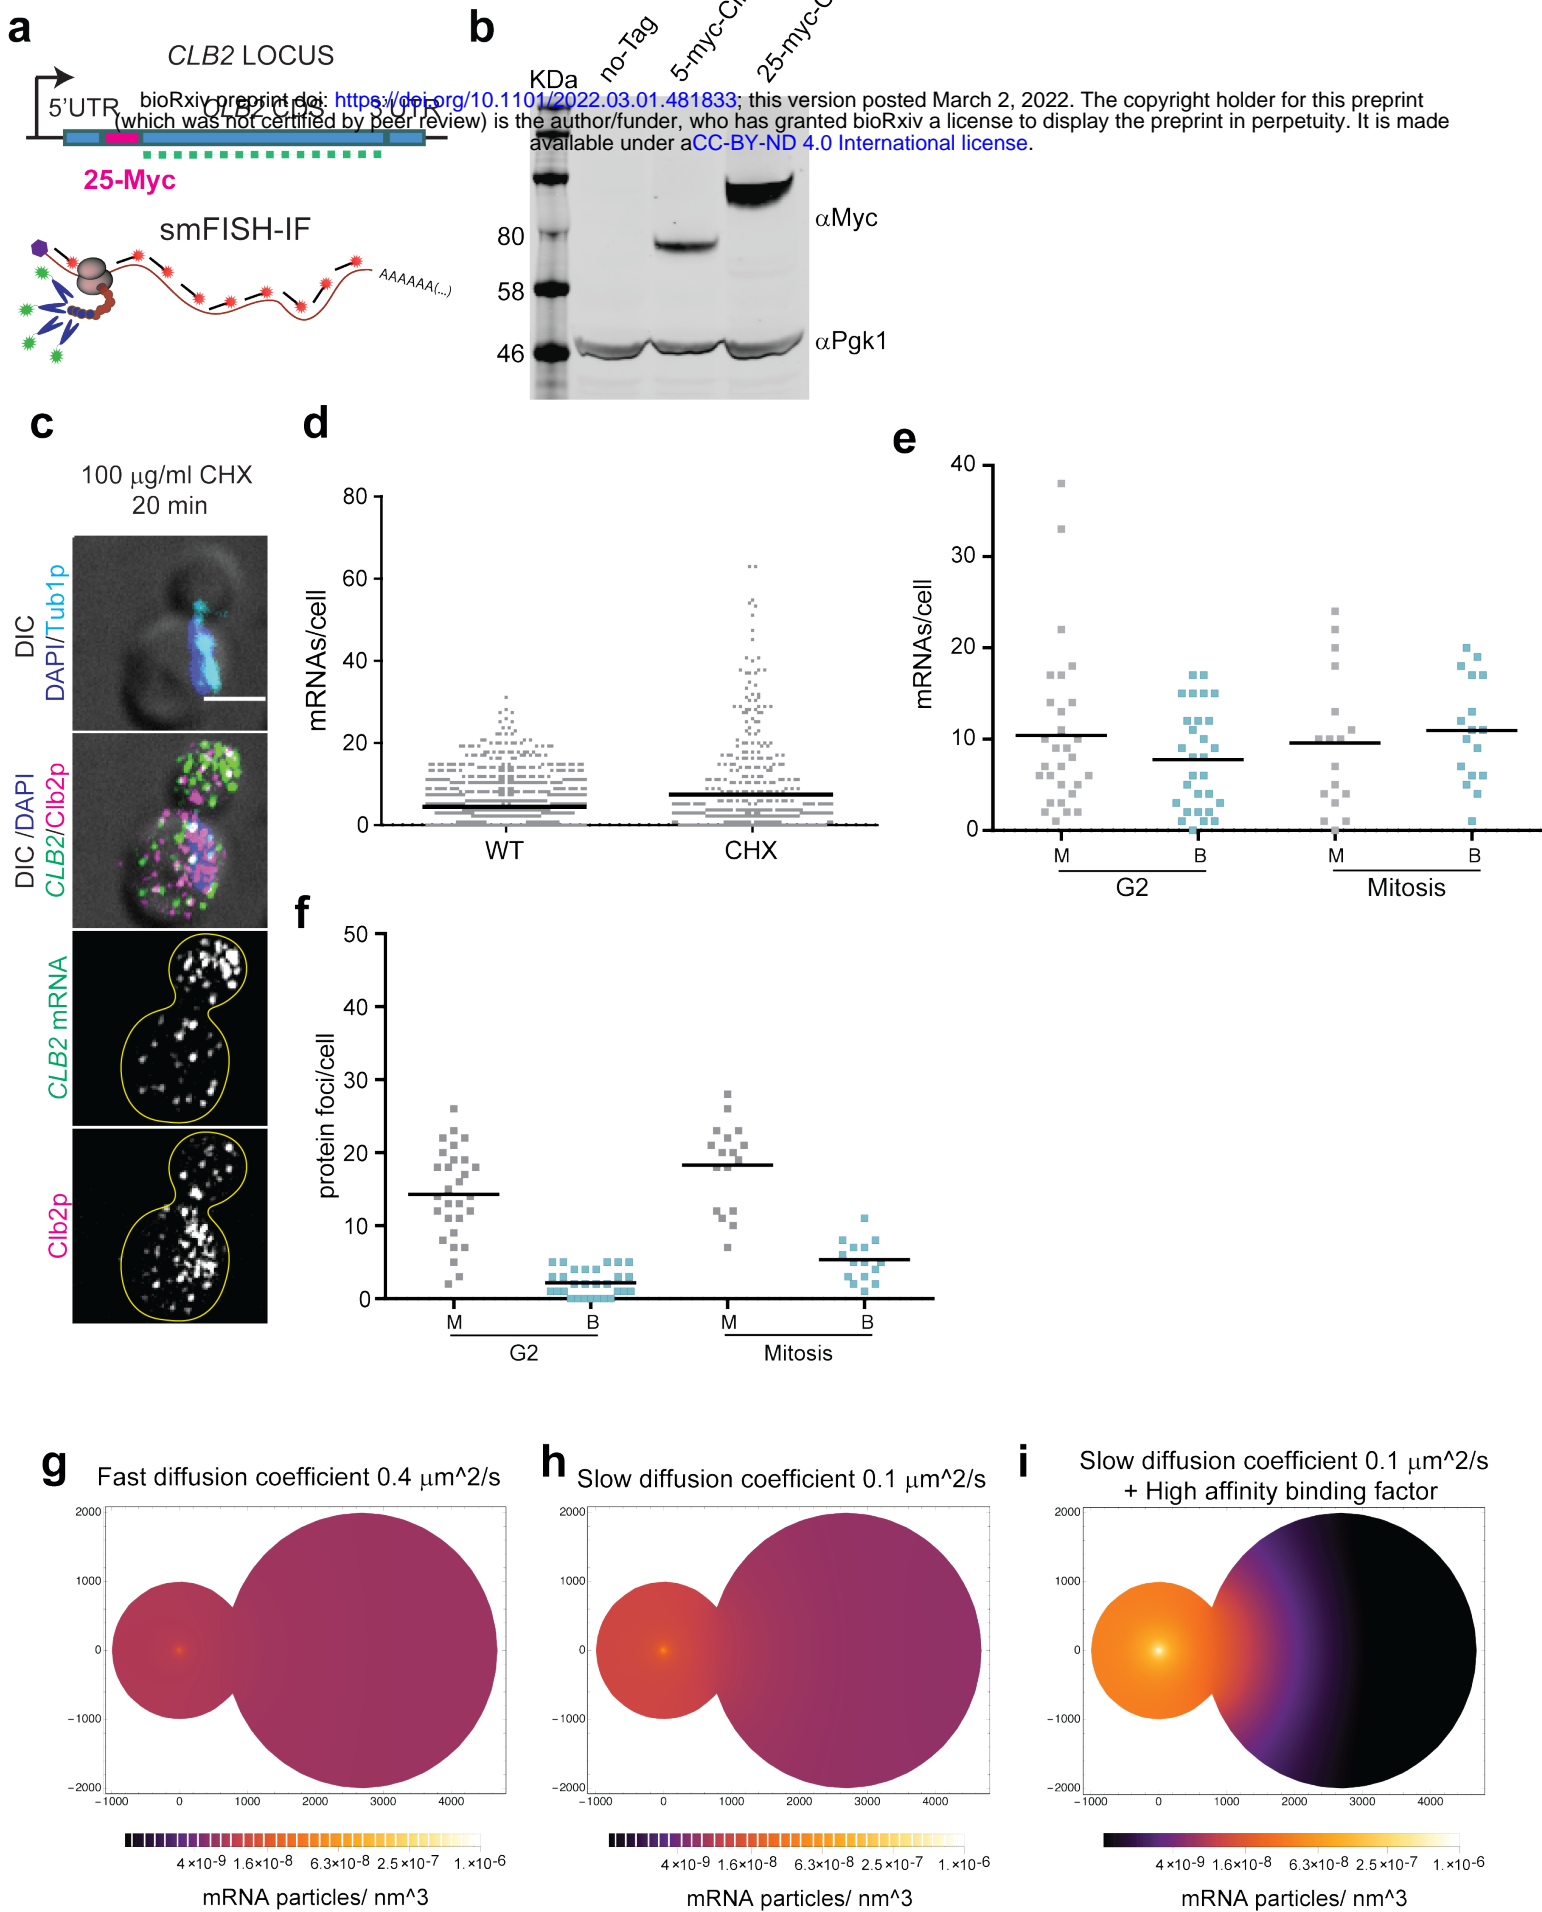 a
CLB2 LOCUS
5'UTR
CLB2 CDS
3'UTR
25-Myc
smFISH-IF
AAAAAA(...)
b
KDa
no-Tag
5-myc-Cl
25-myc-C
bioRxiv preprint doi: https://doi.org/10.1101/2022.03.01.481833; this version posted March 2, 2022. The copyright holder for this preprint
(which was not certified by peer review) is the author/funder, who has granted bioRxiv a license to display the preprint in perpetuity. It is made
available under aCC-BY-ND 4.0 International license.
80
58
46
αMyc
αPgk1
c
100 μg/ml CHX
20 min
DIC
DAPI/Tub1p
DIC /DAPI
CLB2/Clb2p
CLB2 mRNA
Clb2p
d
mRNAs/cell
80
60
40
20
0
WT CHX
e
mRNAs/cell
40
30
20
10
0
M B M B
G2 Mitosis
f
protein foci/cell
50
40
30
20
10
0
M B M B
G2 Mitosis
g
Fast diffusion coefficient 0.4 μm^2/s
2000
1000
0
−1000
−2000
−1000 0 1000 2000 3000 4000
4×10-9 1.6×10-8 6.3×10-8 2.5×10-7 1.×10-6
mRNA particles/ nm^3
h
Slow diffusion coefficient 0.1 μm^2/s
2000
1000
0
−1000
−2000
−1000 0 1000 2000 3000 4000
4×10-9 1.6×10-8 6.3×10-8 2.5×10-7 1.×10-6
mRNA particles/ nm^3
i
Slow diffusion coefficient 0.1 μm^2/s
+ High affinity binding factor
2000
1000
0
−1000
−2000
−1000 0 1000 2000 3000 4000
4×10-9 1.6×10-8 6.3×10-8 2.5×10-7 1.×10-6
mRNA particles/ nm^3